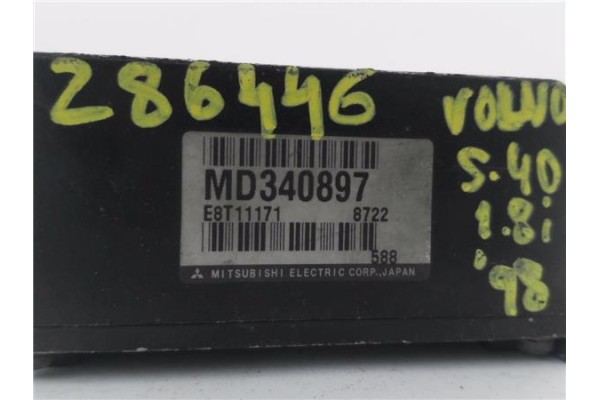 286446
VOLVO
S.40
1.8i
'98
MD340897
E8T11171 8722
588
MITSUBISHI ELECTRIC CORP., JAPAN